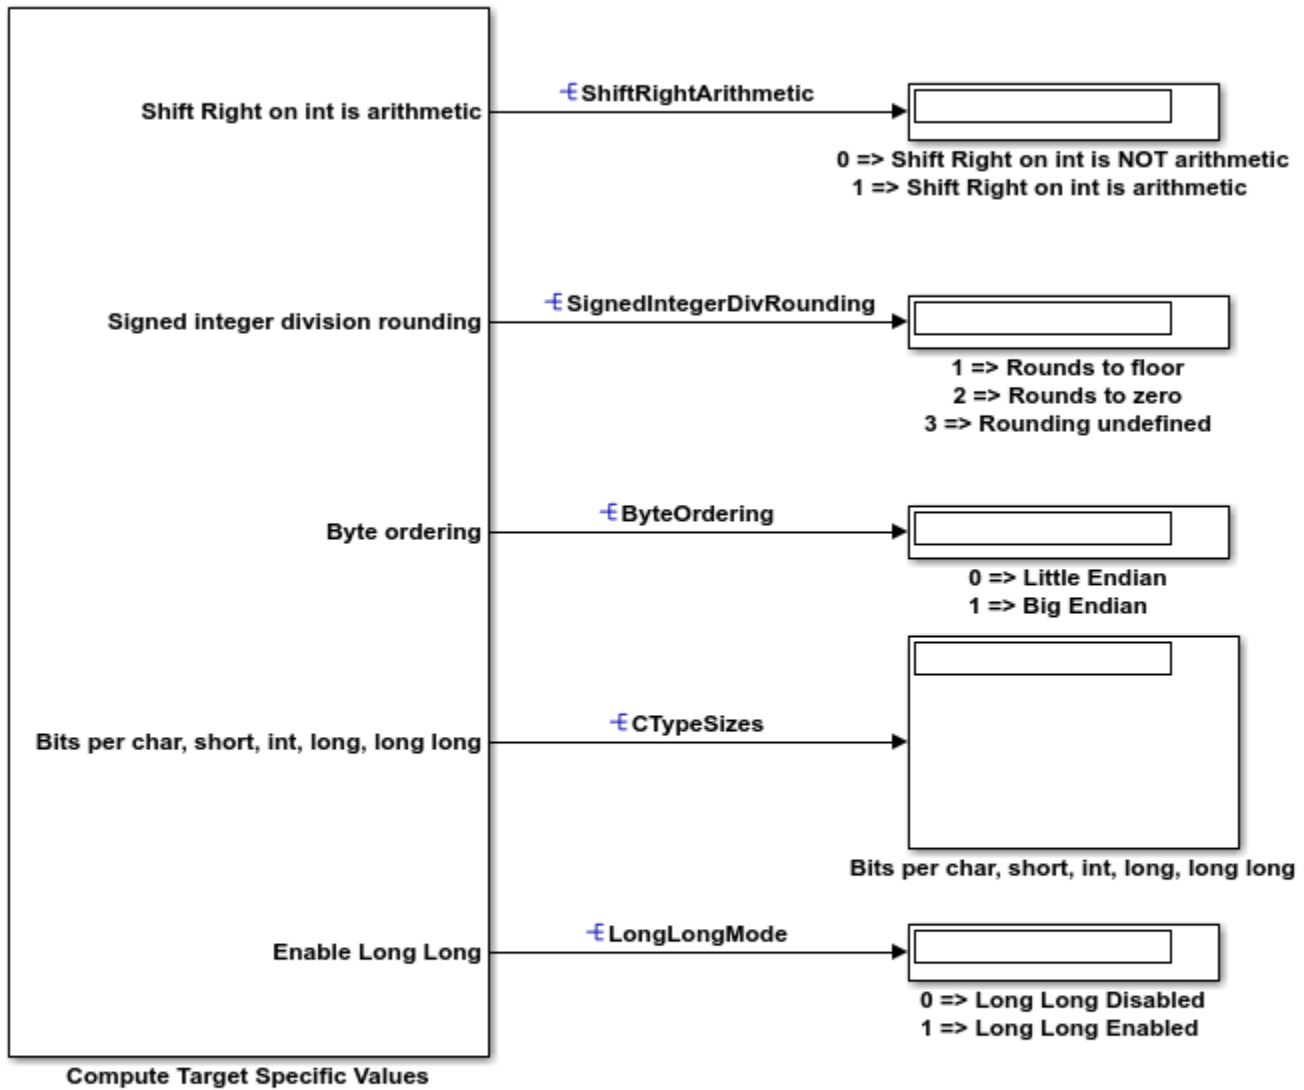 Shift Right on int is arithmetic
ShiftRightArithmetic
0 => Shift Right on int is NOT arithmetic
1 => Shift Right on int is arithmetic
Signed integer division rounding
SignedIntegerDivRounding
1 => Rounds to floor
2 => Rounds to zero
3 => Rounding undefined
Byte ordering
ByteOrdering
0 => Little Endian
1 => Big Endian
Bits per char, short, int, long, long long
CTypeSizes
Bits per char, short, int, long, long long
Enable Long Long
LongLongMode
0 => Long Long Disabled
1 => Long Long Enabled
Compute Target Specific Values